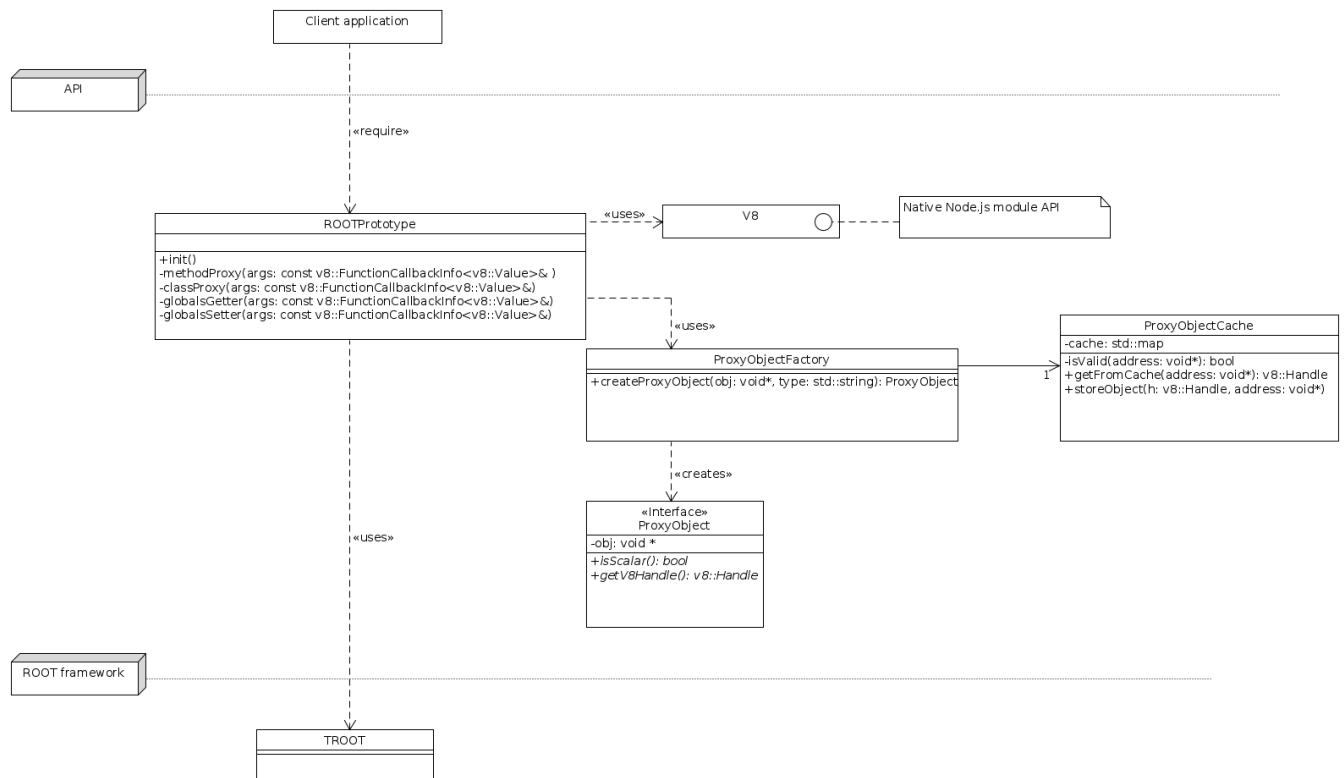 Client application
API
«require»
ROOTPrototype
+init()
-methodProxy(args: const v8::FunctionCallbackInfo<v8::Value>& )
-classProxy(args: const v8::FunctionCallbackInfo<v8::Value>&)
-globalsGetter(args: const v8::FunctionCallbackInfo<v8::Value>&)
-globalsSetter(args: const v8::FunctionCallbackInfo<v8::Value>&)
«uses»
V8
Native Node.js module API
«uses»
ProxyObjectFactory
+createProxyObject(obj: void*, type: std::string): ProxyObject
1
ProxyObjectCache
-cache: std::map
-isValid(address: void*): bool
+getFromCache(address: void*): v8::Handle
+storeObject(h: v8::Handle, address: void*)
«creates»
«Interface»
ProxyObject
-obj: void *
+isScalar(): bool
+getV8Handle(): v8::Handle
«uses»
ROOT framework
TROOT